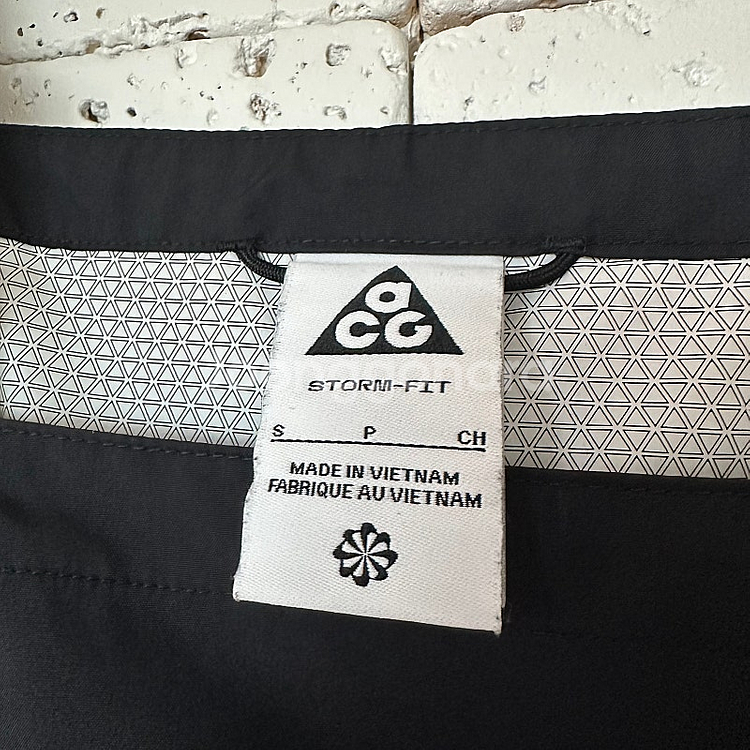 aCG
STORM-FIT
S P CH
MADE IN VIETNAM
FABRIQUE AU VIETNAM